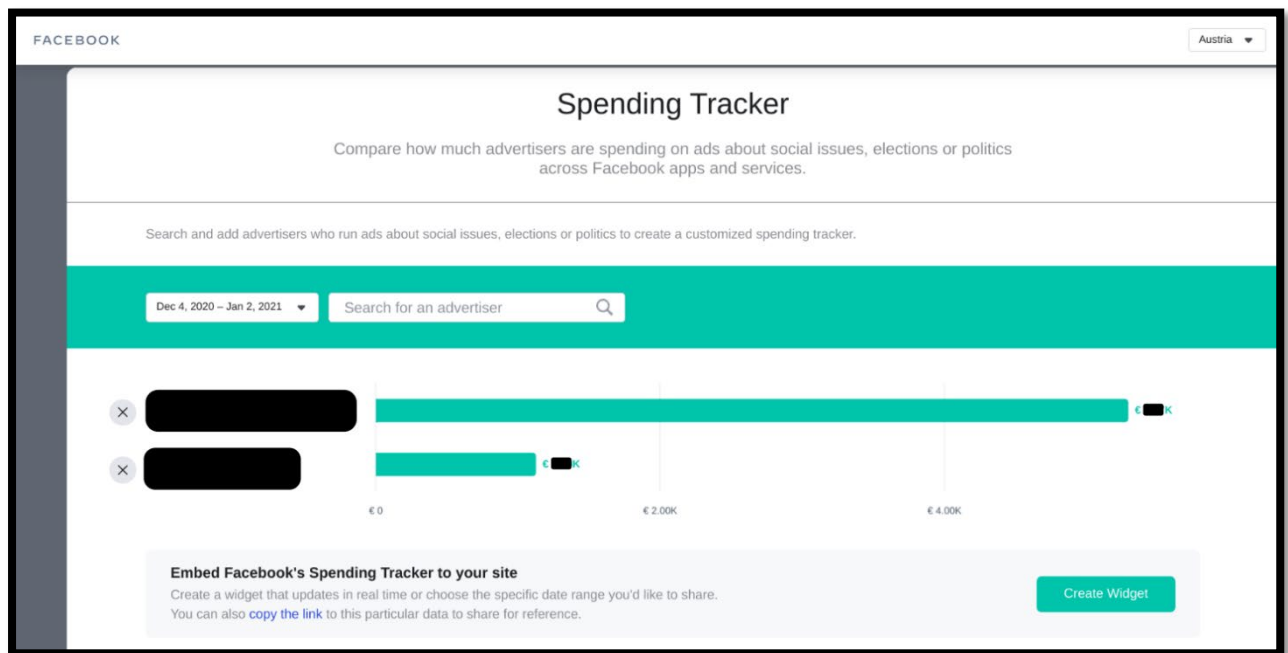 FACEBOOK
Austria
Spending Tracker
Compare how much advertisers are spending on ads about social issues, elections or politics
across Facebook apps and services.
Search and add advertisers who run ads about social issues, elections or politics to create a customized spending tracker.
Dec 4, 2020 – Jan 2, 2021
Search for an advertiser
€ K
€ K
€ 0
€ 2.00K
€ 4.00K
Embed Facebook's Spending Tracker to your site
Create a widget that updates in real time or choose the specific date range you'd like to share.
You can also copy the link to this particular data to share for reference.
Create Widget